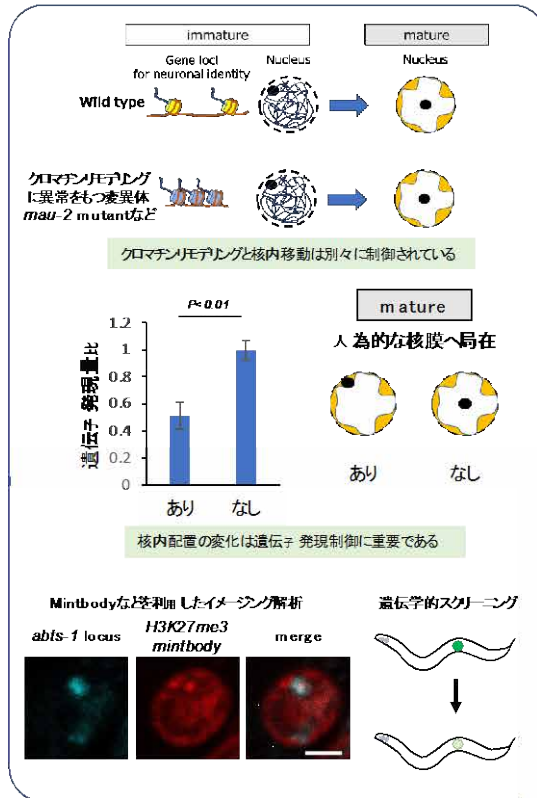 immature
mature
Gene loci
for neuronal identity
Nucleus
Nucleus
Wild type
クロマチンリモデリング
に異常をもつ変異体
mau-2 mutantなど
クロマチンリモデリングと核内移動は別々に制御されている
P<0.01
遺伝子発現量比
1.2
1
0.8
0.6
0.4
0.2
0
あり
なし
mature
人為的な核膜へ局在
あり
なし
核内配置の変化は遺伝子発現制御に重要である
Mintbodyなどを利用したイメージング解析
遺伝学的スクリーニング
abts-1 locus
H3K27me3
mintbody
merge